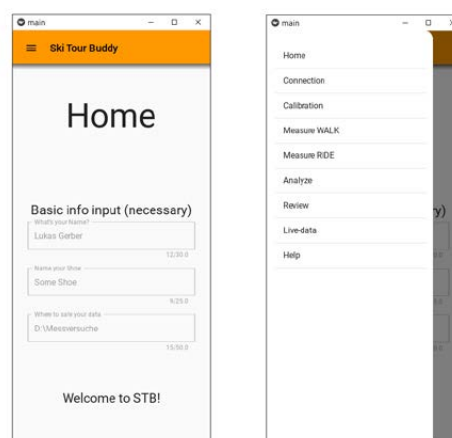 main
Ski Tour Buddy
Home
Basic info input (necessary)
What's your Name?
Lukas Gerber
12/30.0
Name your Shoe
Some Shoe
9/25.0
Where to safe your data
D:\Messversuche
15/50.0
Welcome to STB!
main
Home
Connection
Calibration
Measure WALK
Measure RIDE
Analyze
Review
Live-data
Help
y)